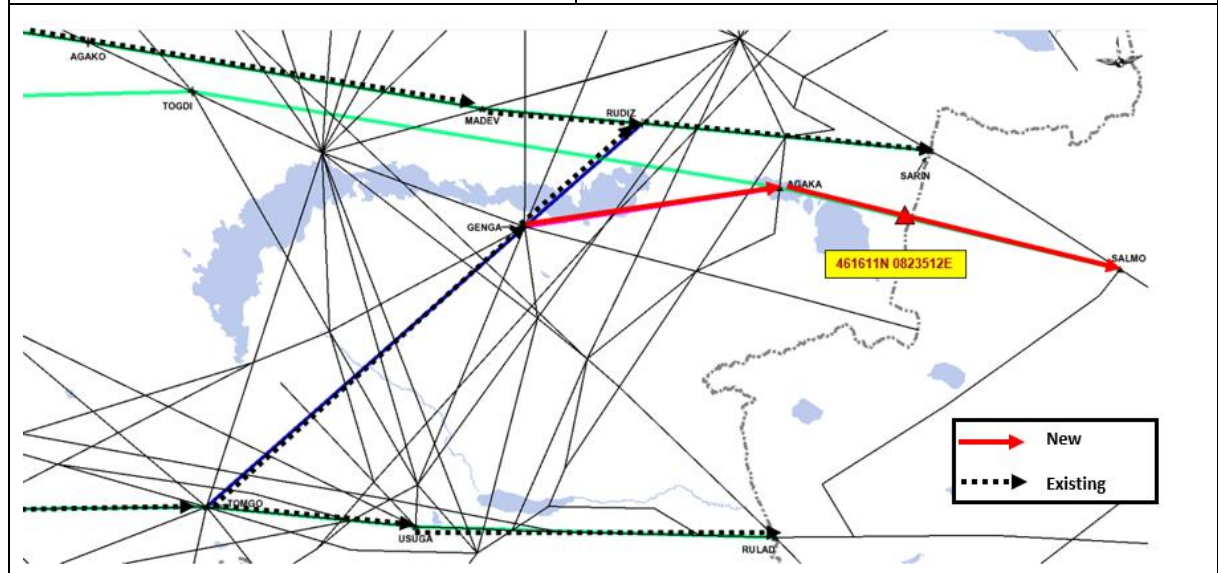 AGAKO
TOGDI
MADEV
RUDIZ
SARIN
AGAKA
GENGA
461611N 0823512E
SALMO
TOMGO
USUGA
RULAD
New
Existing